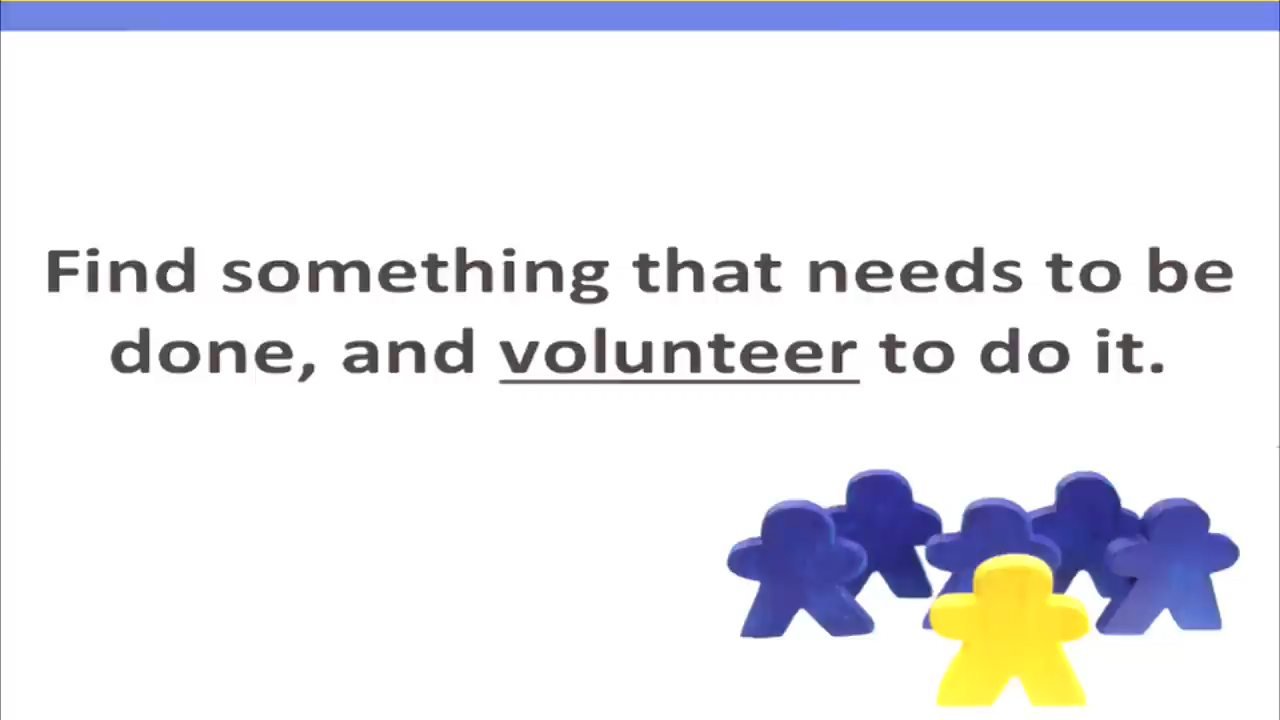 Find something that needs to be
done, and volunteer to do it.